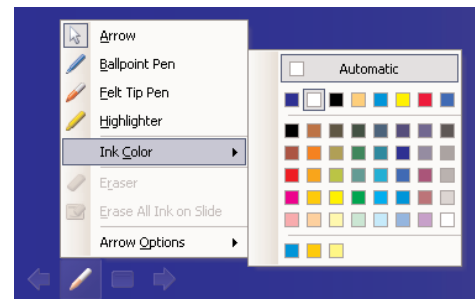 Arrow
Ballpoint Pen
Felt Tip Pen
Highlighter
Ink Color
Eraser
Erase All Ink on Slide
Arrow Options
Automatic